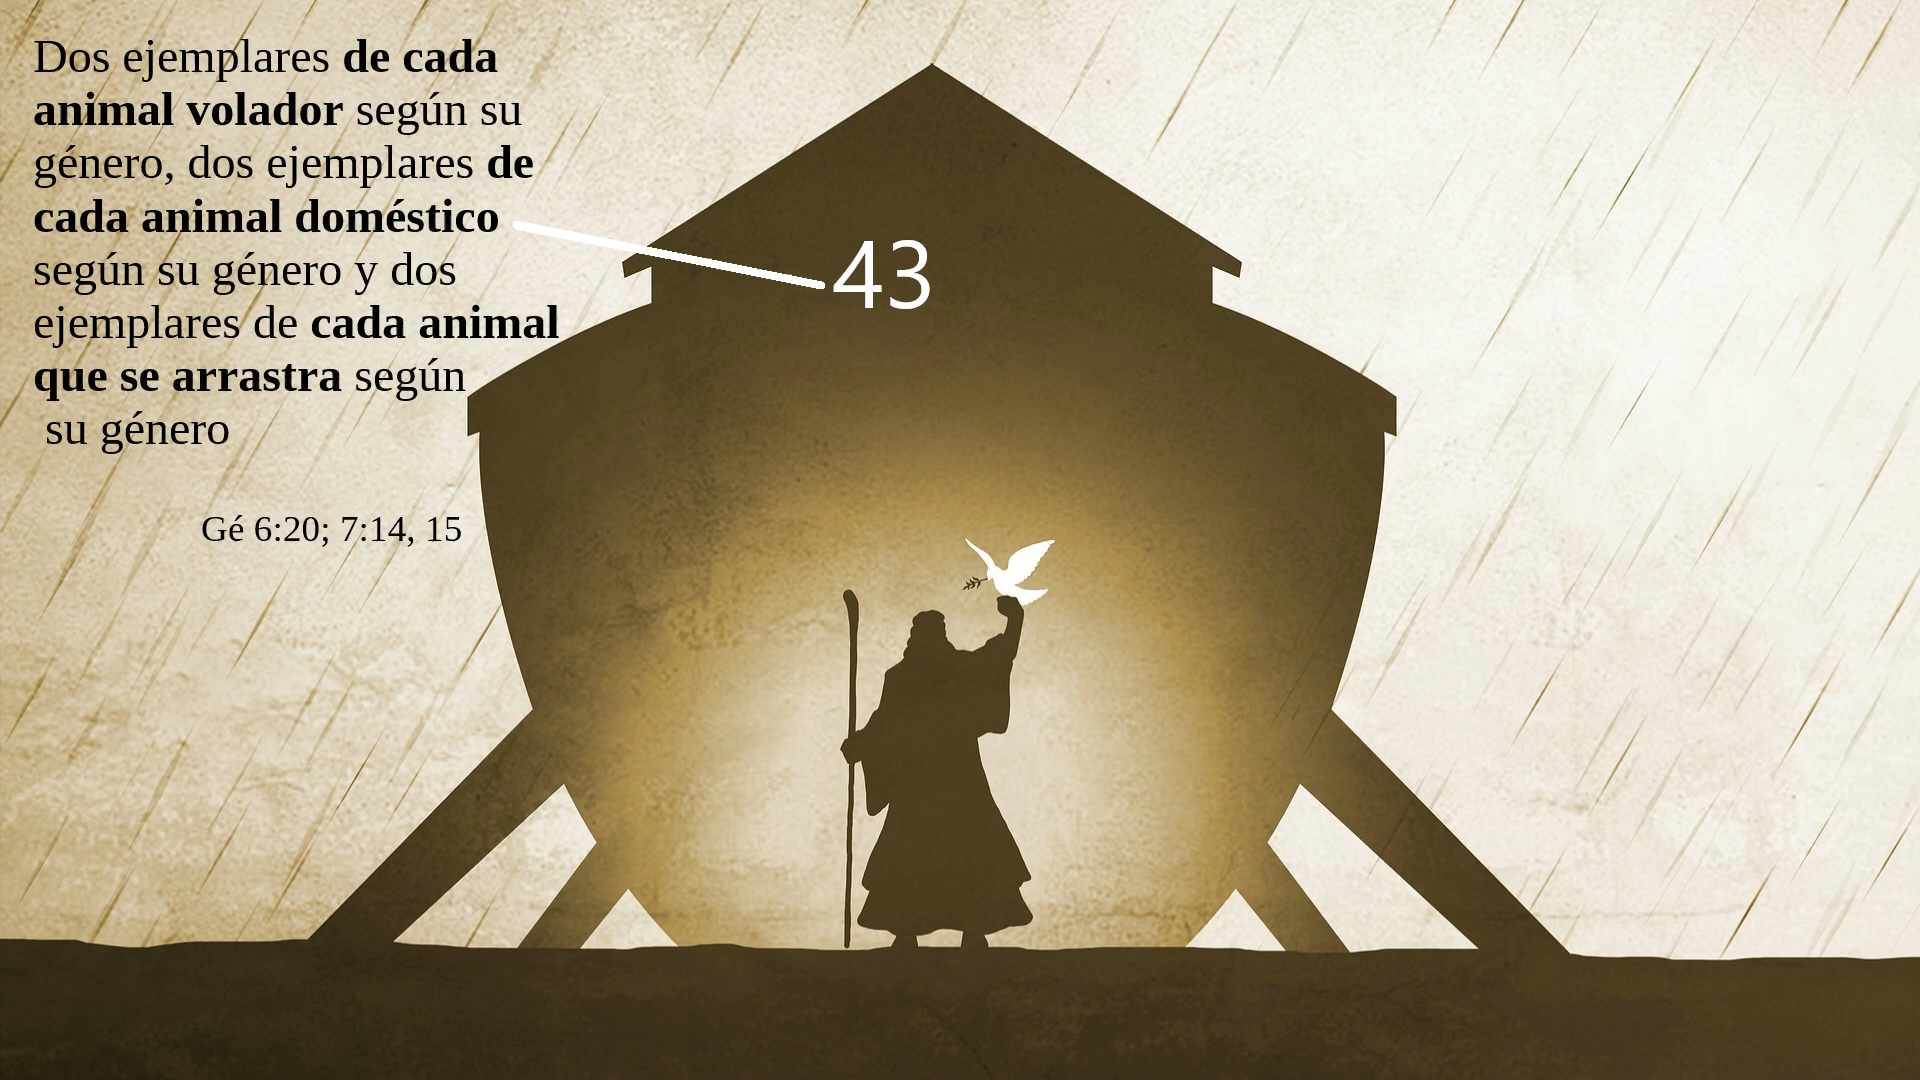 Dos ejemplares de cada
animal volador según su
género, dos ejemplares de
cada animal doméstico
según su género y dos
ejemplares de cada animal
que se arrastra según
su género
Gé 6:20; 7:14, 15
43